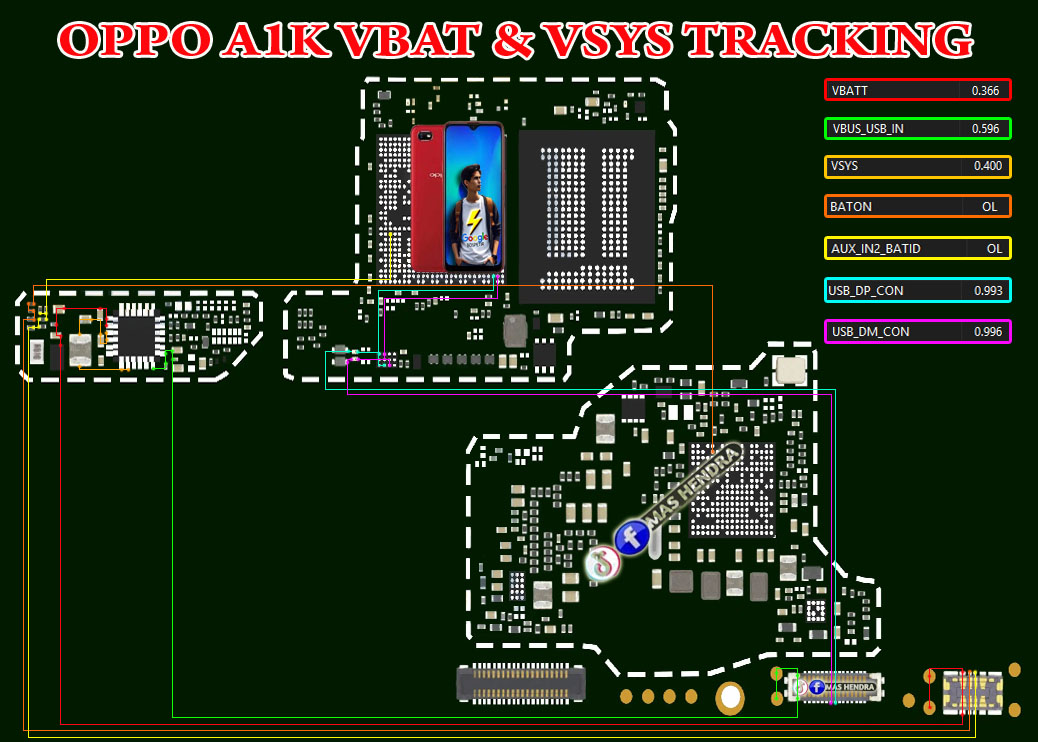 OPPO A1K VBAT & VSYS TRACKING
VBATT 0.366
VBUS_USB_IN 0.596
VSYS 0.400
BATON OL
AUX_IN2_BATID OL
USB_DP_CON 0.993
USB_DM_CON 0.996
Google
MAS HENDRA
MAS HENDRA